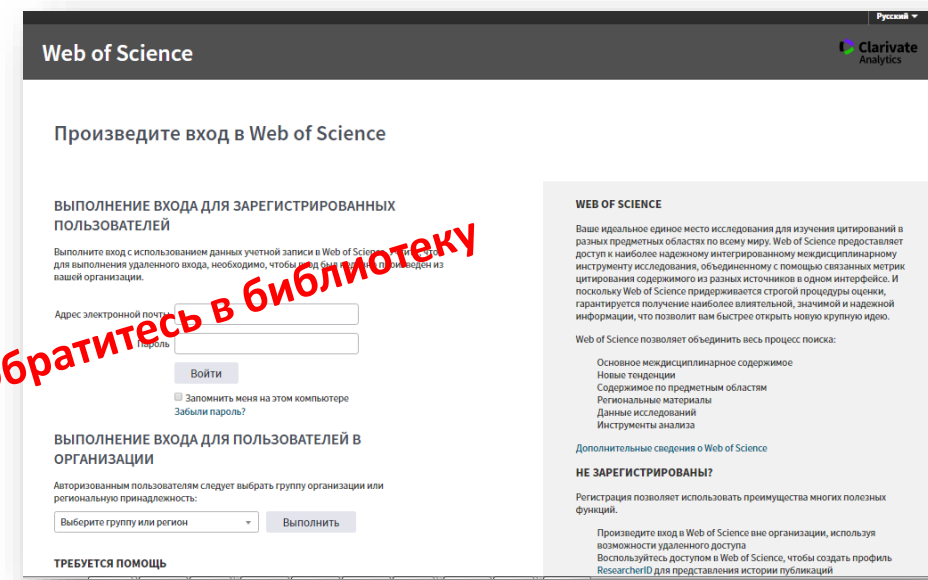 Русский
Web of Science
Clarivate
Analytics
Произведите вход в Web of Science
ВЫПОЛНЕНИЕ ВХОДА ДЛЯ ЗАРЕГИСТРИРОВАННЫХ
ПОЛЬЗОВАТЕЛЕЙ
Выполните вход с использованием данных учетной записи в Web of Science. что
для выполнения удаленного входа, необходимо, чтобы вход был произведен из
вашей организации.
Адрес электронной почты
Пароль
Войти
Запомнить меня на этом компьютере
Забыли пароль?
братитесь в библиотеку
ВЫПОЛНЕНИЕ ВХОДА ДЛЯ ПОЛЬЗОВАТЕЛЕЙ В
ОРГАНИЗАЦИИ
Авторизованным пользователям следует выбрать группу организации или
региональную принадлежность:
Выберите группу или регион
Выполнить
ТРЕБУЕТСЯ ПОМОЩЬ
WEB OF SCIENCE
Ваше идеальное единое место исследования для изучения цитирований в
разных предметных областях по всему миру. Web of Science предоставляет
доступ к наиболее надежному интегрированному междисциплинарному
инструменту исследования, объединенному с помощью связанных метрик
цитирования содержимого из разных источников в одном интерфейсе. И
поскольку Web of Science придерживается строгой процедуры оценки,
гарантируется получение наиболее влиятельной, значимой и надежной
информации, что позволит вам быстрее открыть новую крупную идею.
Web of Science позволяет объединить весь процесс поиска:
Основное междисциплинарное содержимое
Новые тенденции
Содержимое по предметным областям
Региональные материалы
Данные исследований
Инструменты анализа
Дополнительные сведения о Web of Science
НЕ ЗАРЕГИСТРИРОВАНЫ?
Регистрация позволяет использовать преимущества многих полезных
функций.
Произведите вход в Web of Science вне организации, используя
возможности удаленного доступа
Воспользуйтесь доступом в Web of Science, чтобы создать профиль
ResearcherID для представления истории публикаций